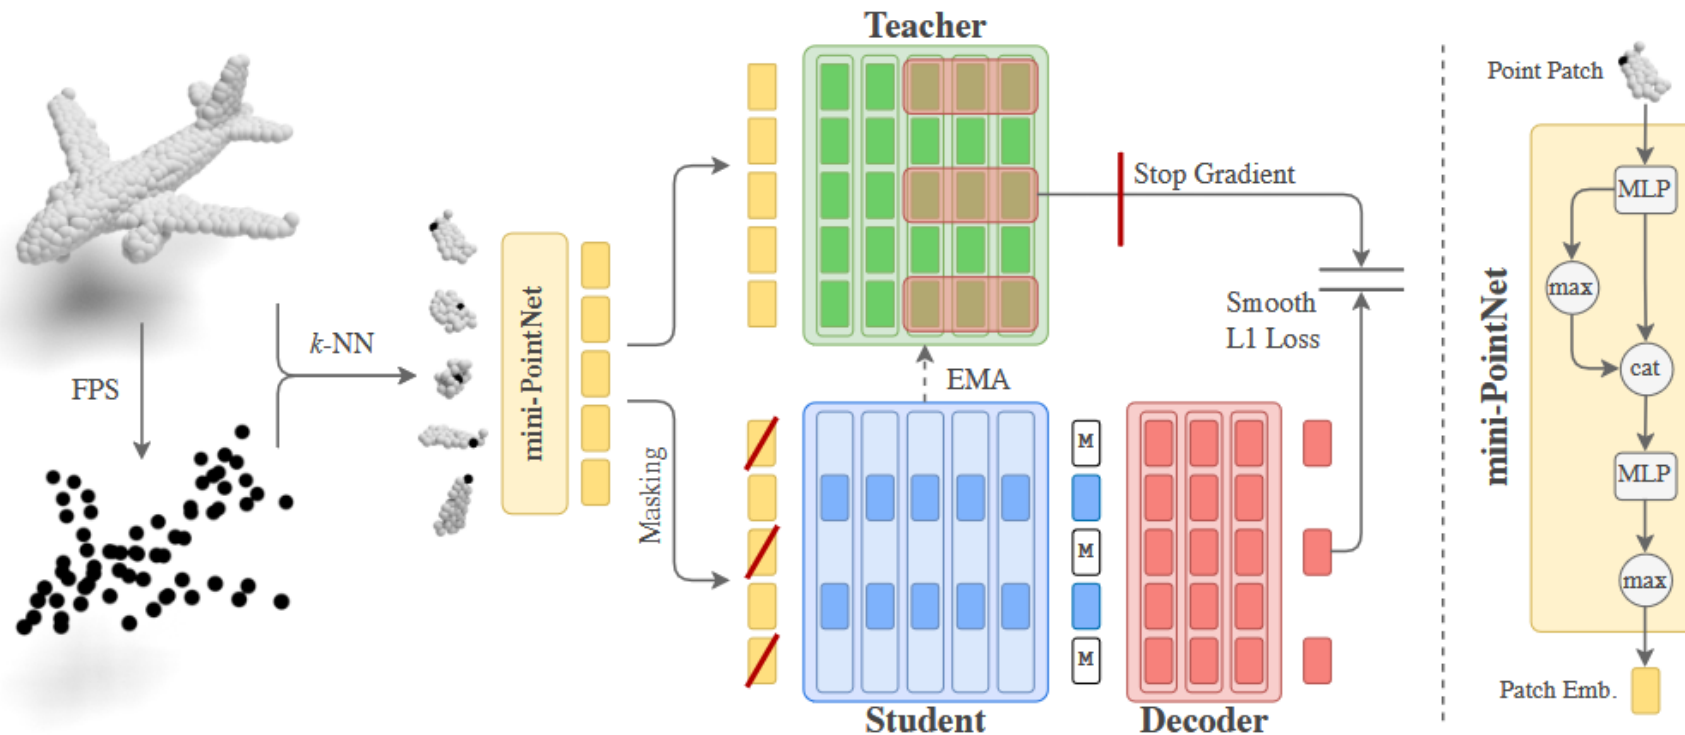 Teacher
Point Patch
MLP
Stop Gradient
max
mini-PointNet
Smooth
L1 Loss
k-NN
FPS
mini-PointNet
EMA
cat
Masking
M
M
M
MLP
max
Student
Decoder
Patch Emb.